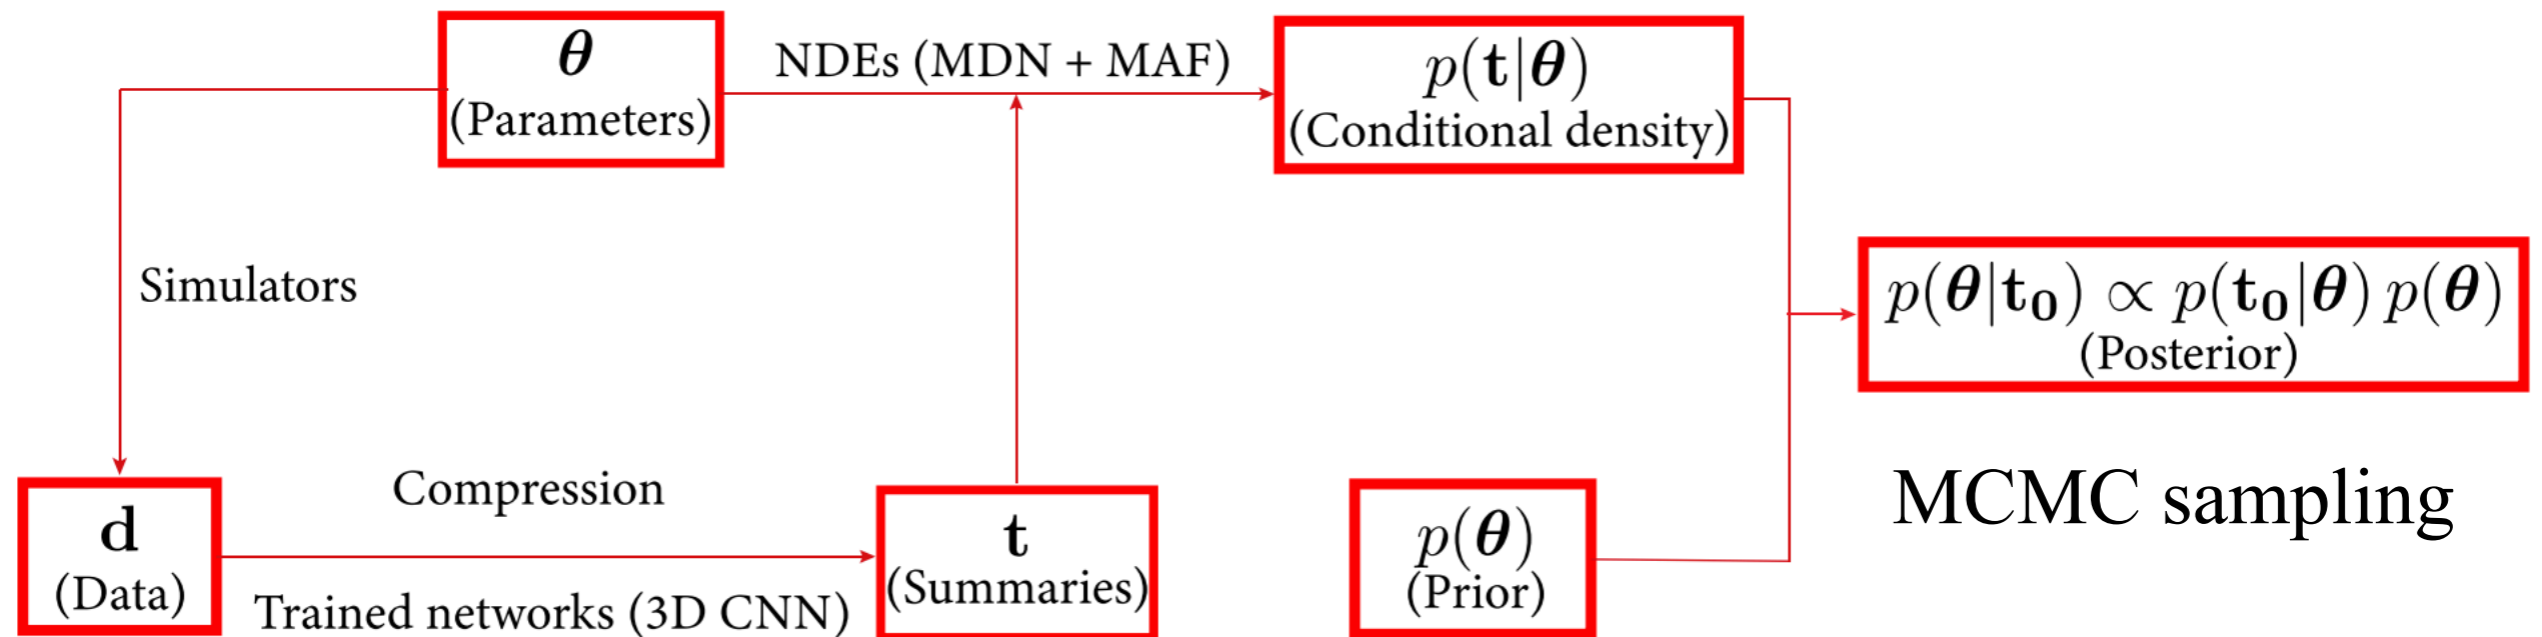 θ
(Parameters)
NDEs (MDN + MAF)
p(t|θ)
(Conditional density)
Simulators
p(θ|t₀) ∝ p(t₀|θ) p(θ)
(Posterior)
d
(Data)
Compression
Trained networks (3D CNN)
t
(Summaries)
p(θ)
(Prior)
MCMC sampling